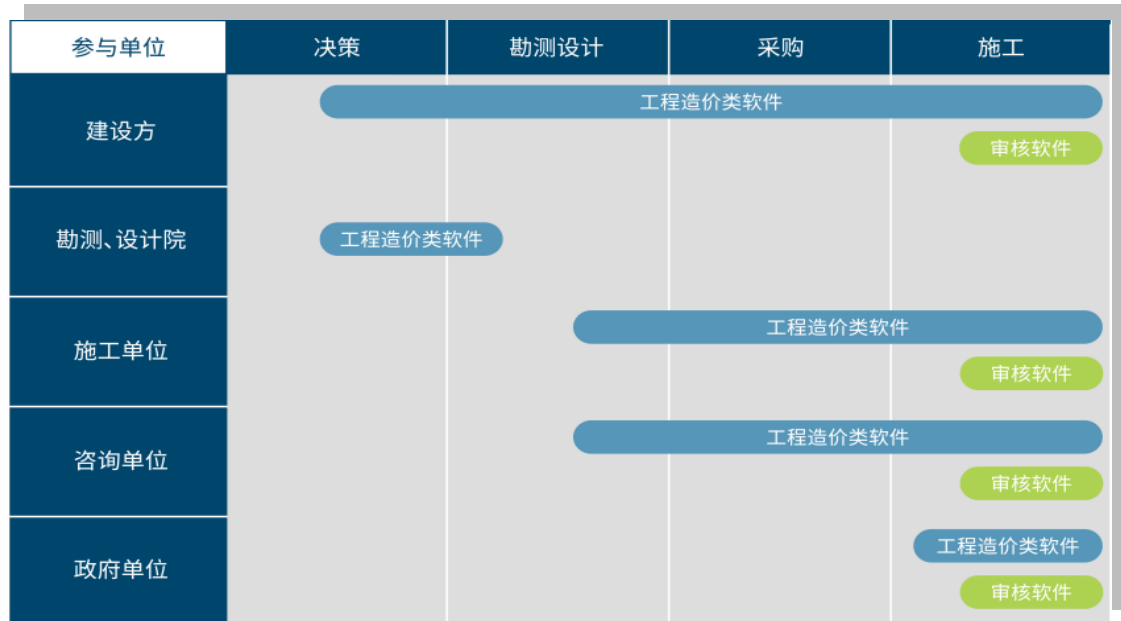 参与单位
决策
勘测设计
采购
施工
建设方
工程造价类软件
审核软件
勘测、设计院
工程造价类软件
施工单位
工程造价类软件
审核软件
咨询单位
工程造价类软件
审核软件
政府单位
工程造价类软件
审核软件